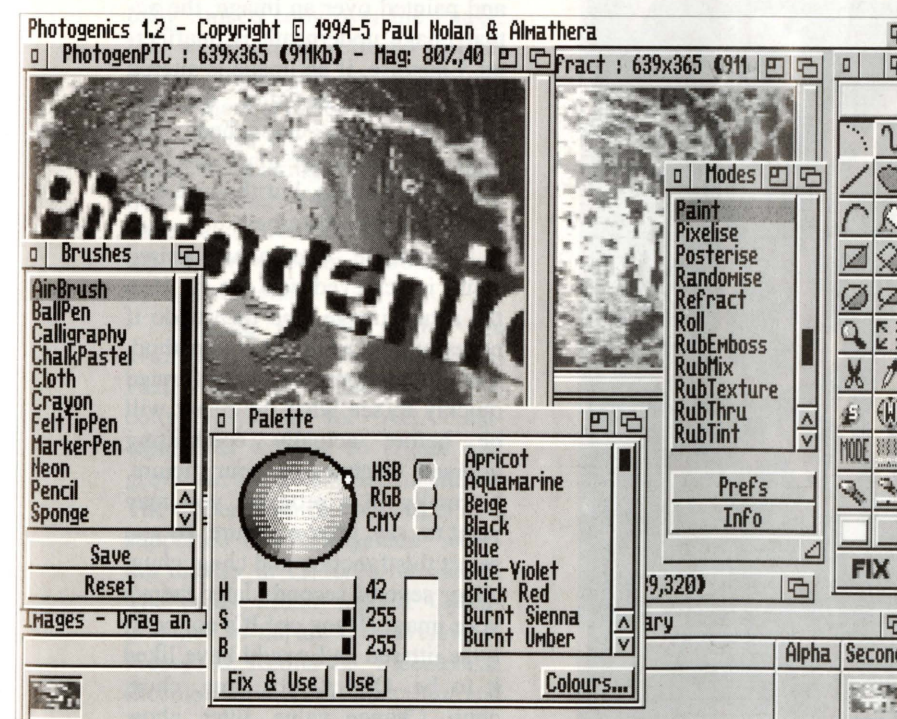 Photogenics 1.2 - Copyright © 1994-5 Paul Nolan & Almathera
PhotogenPIC : 639x365 (911Kb) - Mag: 80%,40
fract : 639x365 (911
Photogenic
Modes
Paint
Pixelise
Posterise
Randomise
Refract
Roll
RubEmboss
RubMix
RubTexture
RubThru
RubTint
Prefs
Info
Brushes
AirBrush
BallPen
Calligraphy
ChalkPastel
Cloth
Crayon
FeltTipPen
MarkerPen
Neon
Pencil
Sponge
Save
Reset
Palette
HSB
RGB
CMY
H 42
S 255
B 255
Apricot
Aquamarine
Beige
Black
Blue
Blue-Violet
Brick Red
Burnt Sienna
Burnt Umber
Fix & Use
Use
Colours...
MODE
FIX
9,320)
Images - Drag an
ary
Alpha
Second